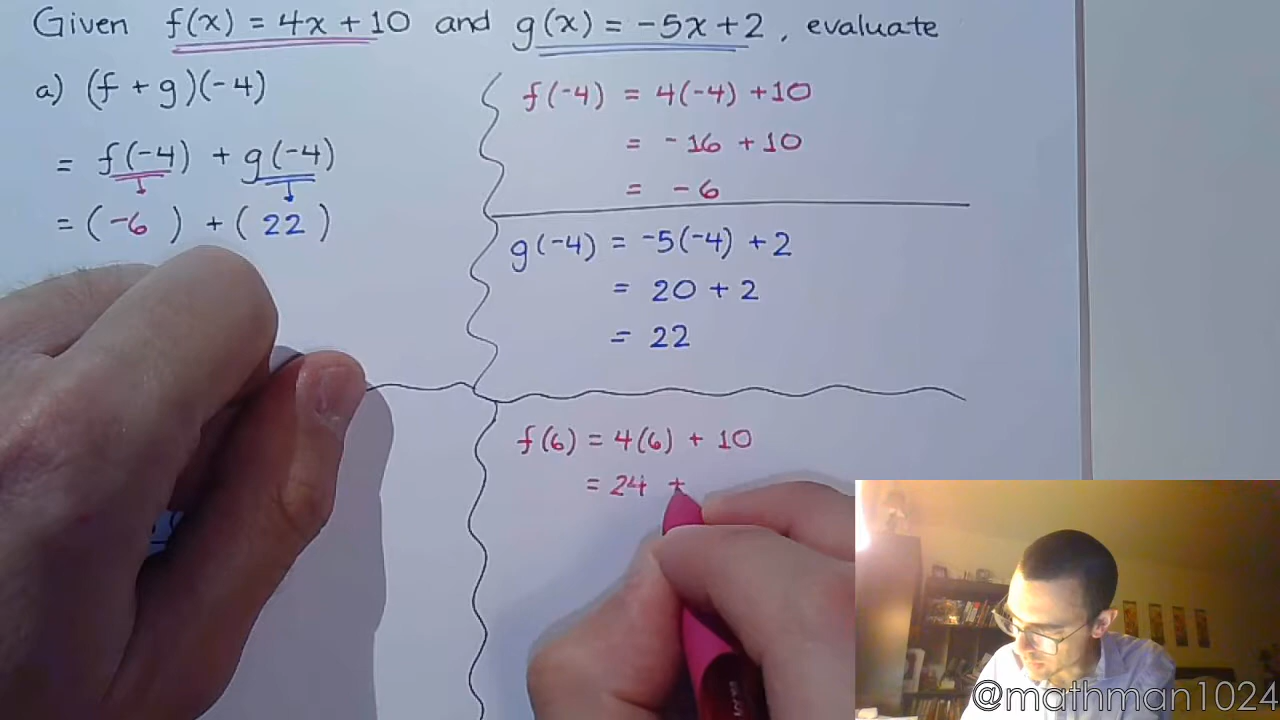 Given f(x) = 4x + 10 and g(x) = -5x + 2, evaluate
a) (f + g)(-4)
= f(-4) + g(-4)
= (-6) + (22)
f(-4) = 4(-4) + 10
= -16 + 10
= -6
g(-4) = -5(-4) + 2
= 20 + 2
= 22
f(6) = 4(6) + 10
= 24 +
@mathman1024